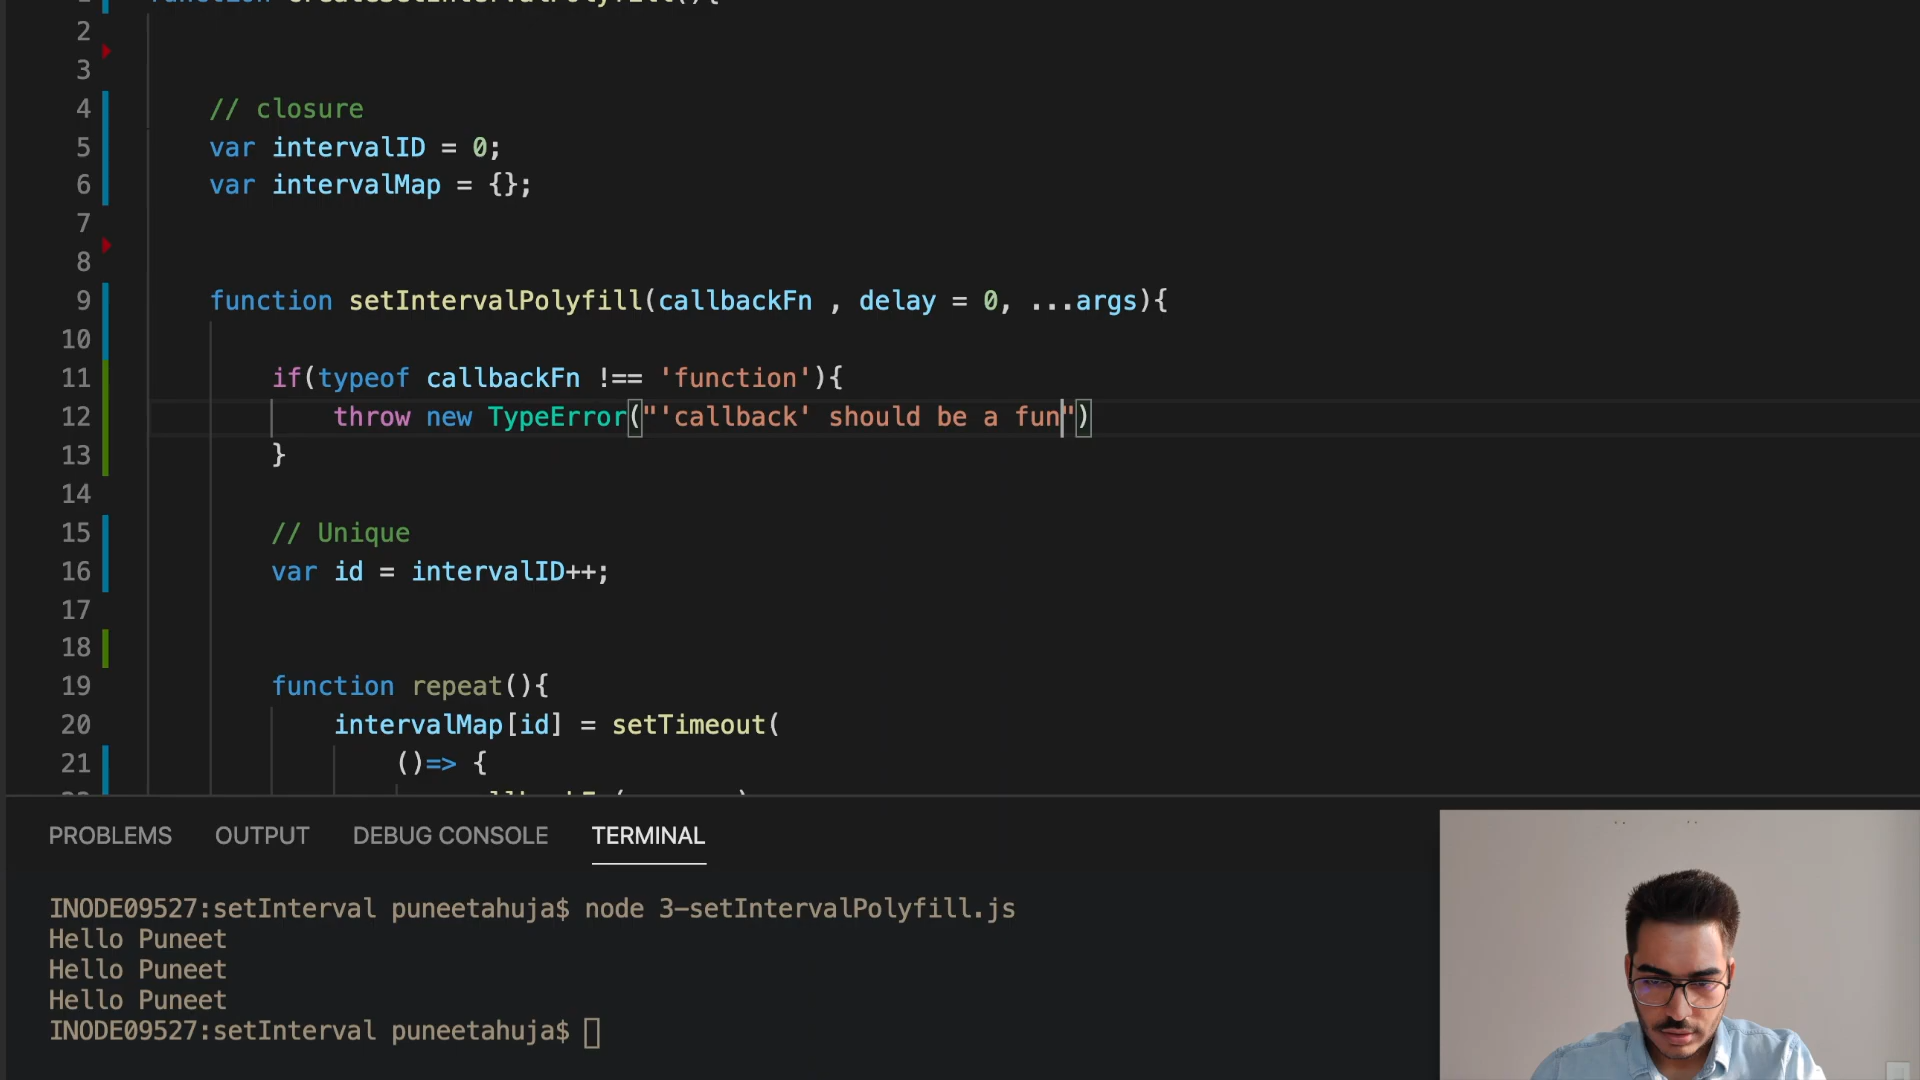 2
3
4 // closure
5 var intervalID = 0;
6 var intervalMap = {};
7
8
9 function setIntervalPolyfill(callbackFn , delay = 0, ...args){
10
11 if(typeof callbackFn !== 'function'){
12 throw new TypeError("'callback' should be a fun")
13 }
14
15 // Unique
16 var id = intervalID++;
17
18
19 function repeat(){
20 intervalMap[id] = setTimeout(
21 ()=> {
PROBLEMS OUTPUT DEBUG CONSOLE TERMINAL
INODE09527:setInterval puneetahuja$ node 3-setIntervalPolyfill.js
Hello Puneet
Hello Puneet
Hello Puneet
INODE09527:setInterval puneetahuja$